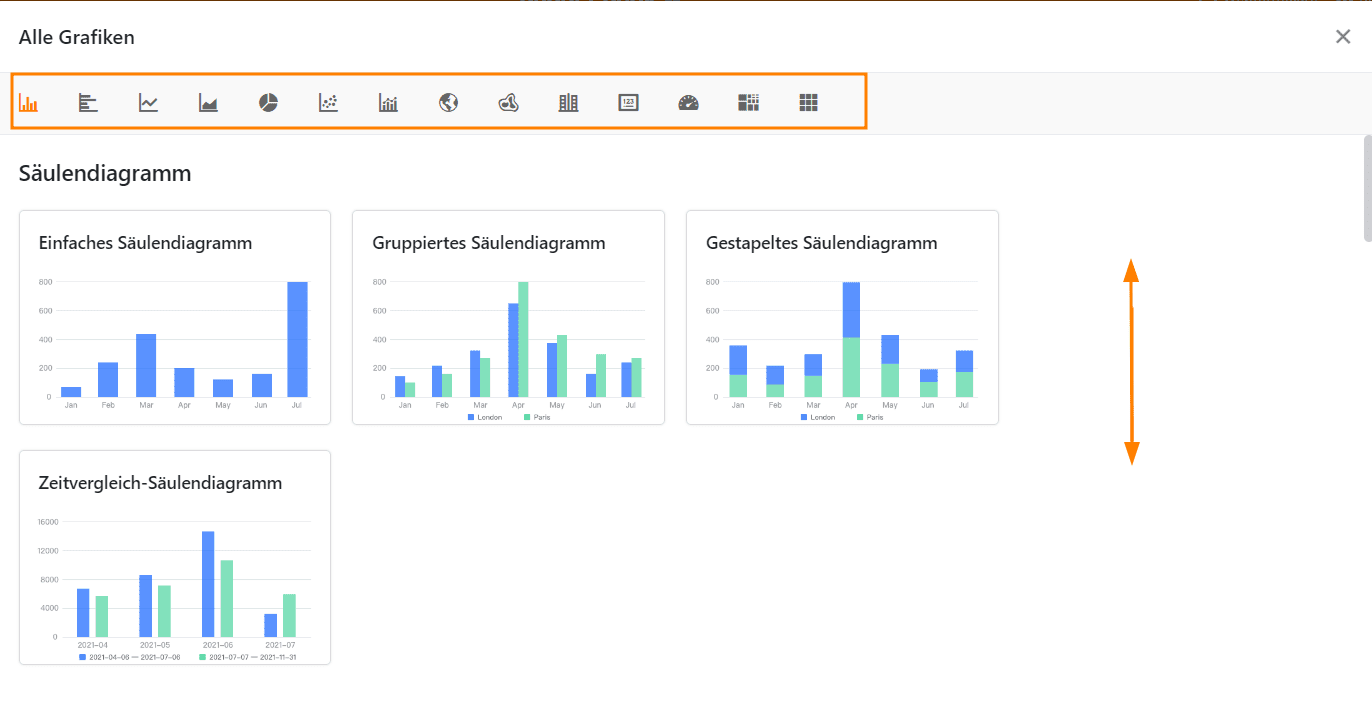 Alle Grafiken
123
Säulendiagramm
Einfaches Säulendiagramm
800
600
400
200
0
Jan Feb Mar Apr May Jun Jul
Gruppiertes Säulendiagramm
800
600
400
200
0
Jan Feb Mar Apr May Jun Jul
London Paris
Gestapeltes Säulendiagramm
800
600
400
200
0
Jan Feb Mar Apr May Jun Jul
London Paris
Zeitvergleich-Säulendiagramm
16000
12000
8000
4000
0
2021-04 2021-05 2021-06 2021-07
2021-04-06 — 2021-07-06 2021-07-07 — 2021-11-31